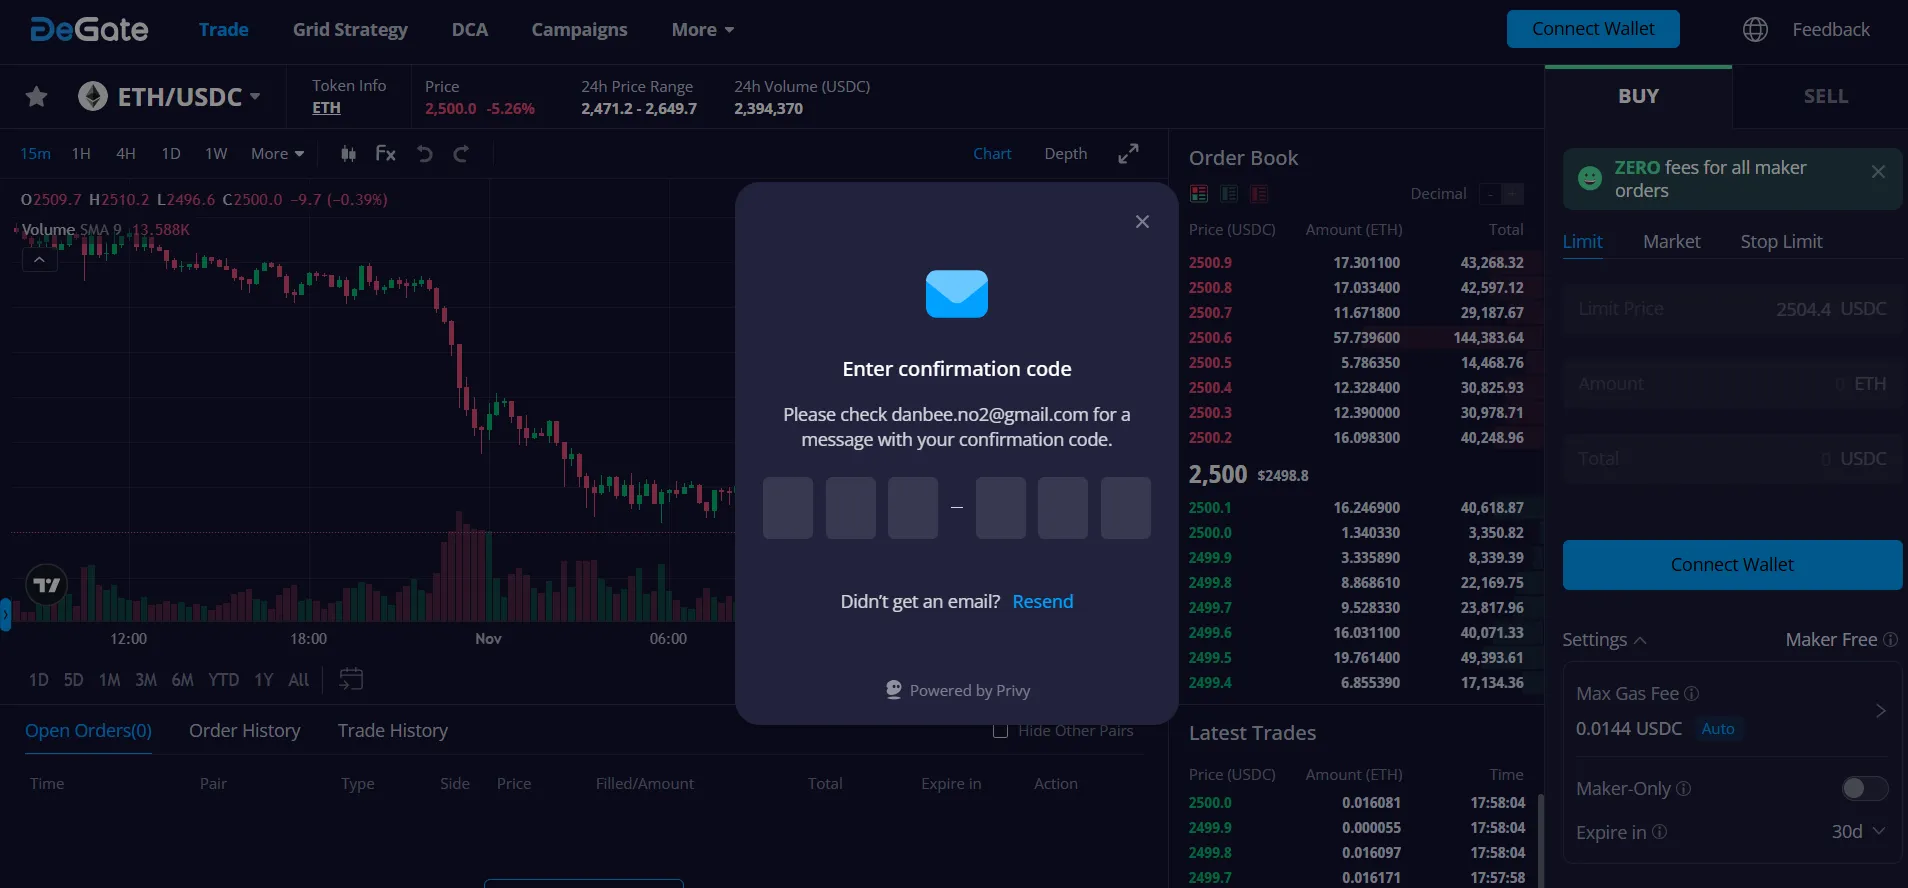 DeGate
Trade
Grid Strategy
DCA
Campaigns
More
Connect Wallet
Feedback
ETH/USDC
Token Info
ETH
Price
2,500.0 -5.26%
24h Price Range
2,471.2 - 2,649.7
24h Volume (USDC)
2,394,370
BUY
SELL
15m 1H 4H 1D 1W More
Fx
Chart
Depth
O2509.7 H2510.2 L2496.6 C2500.0 −9.7 (−0.39%)
Volume SMA 9 13.588K
12:00 18:00 Nov 06:00
1D 5D 1M 3M 6M YTD 1Y All
Enter confirmation code
Please check danbee.no2@gmail.com for a
message with your confirmation code.
–
Didn’t get an email? Resend
Powered by Privy
Open Orders(0)
Order History
Trade History
Hide Other Pairs
Time Pair Type Side Price Filled/Amount Total Expire in Action
Order Book
Decimal
Price (USDC) Amount (ETH) Total
2500.9 17.301100 43,268.32
2500.8 17.033400 42,597.12
2500.7 11.671800 29,187.67
2500.6 57.739600 144,383.64
2500.5 5.786350 14,468.76
2500.4 12.328400 30,825.93
2500.3 12.390000 30,978.71
2500.2 16.098300 40,248.96
2,500 $2498.8
2500.1 16.246900 40,618.87
2500.0 1.340330 3,350.82
2499.9 3.335890 8,339.39
2499.8 8.868610 22,169.75
2499.7 9.528330 23,817.96
2499.6 16.031100 40,071.33
2499.5 19.761400 49,393.61
2499.4 6.855390 17,134.36
Latest Trades
Price (USDC) Amount (ETH) Time
2500.0 0.016081 17:58:04
2499.9 0.000055 17:58:04
2499.8 0.016097 17:58:04
2499.7 0.016171 17:57:58
ZERO fees for all maker
orders
Limit
Market
Stop Limit
Limit Price 2504.4 USDC
Amount 0 ETH
Total 0 USDC
Connect Wallet
Settings
Maker Free
Max Gas Fee
0.0144 USDC Auto
Maker-Only
Expire in 30d